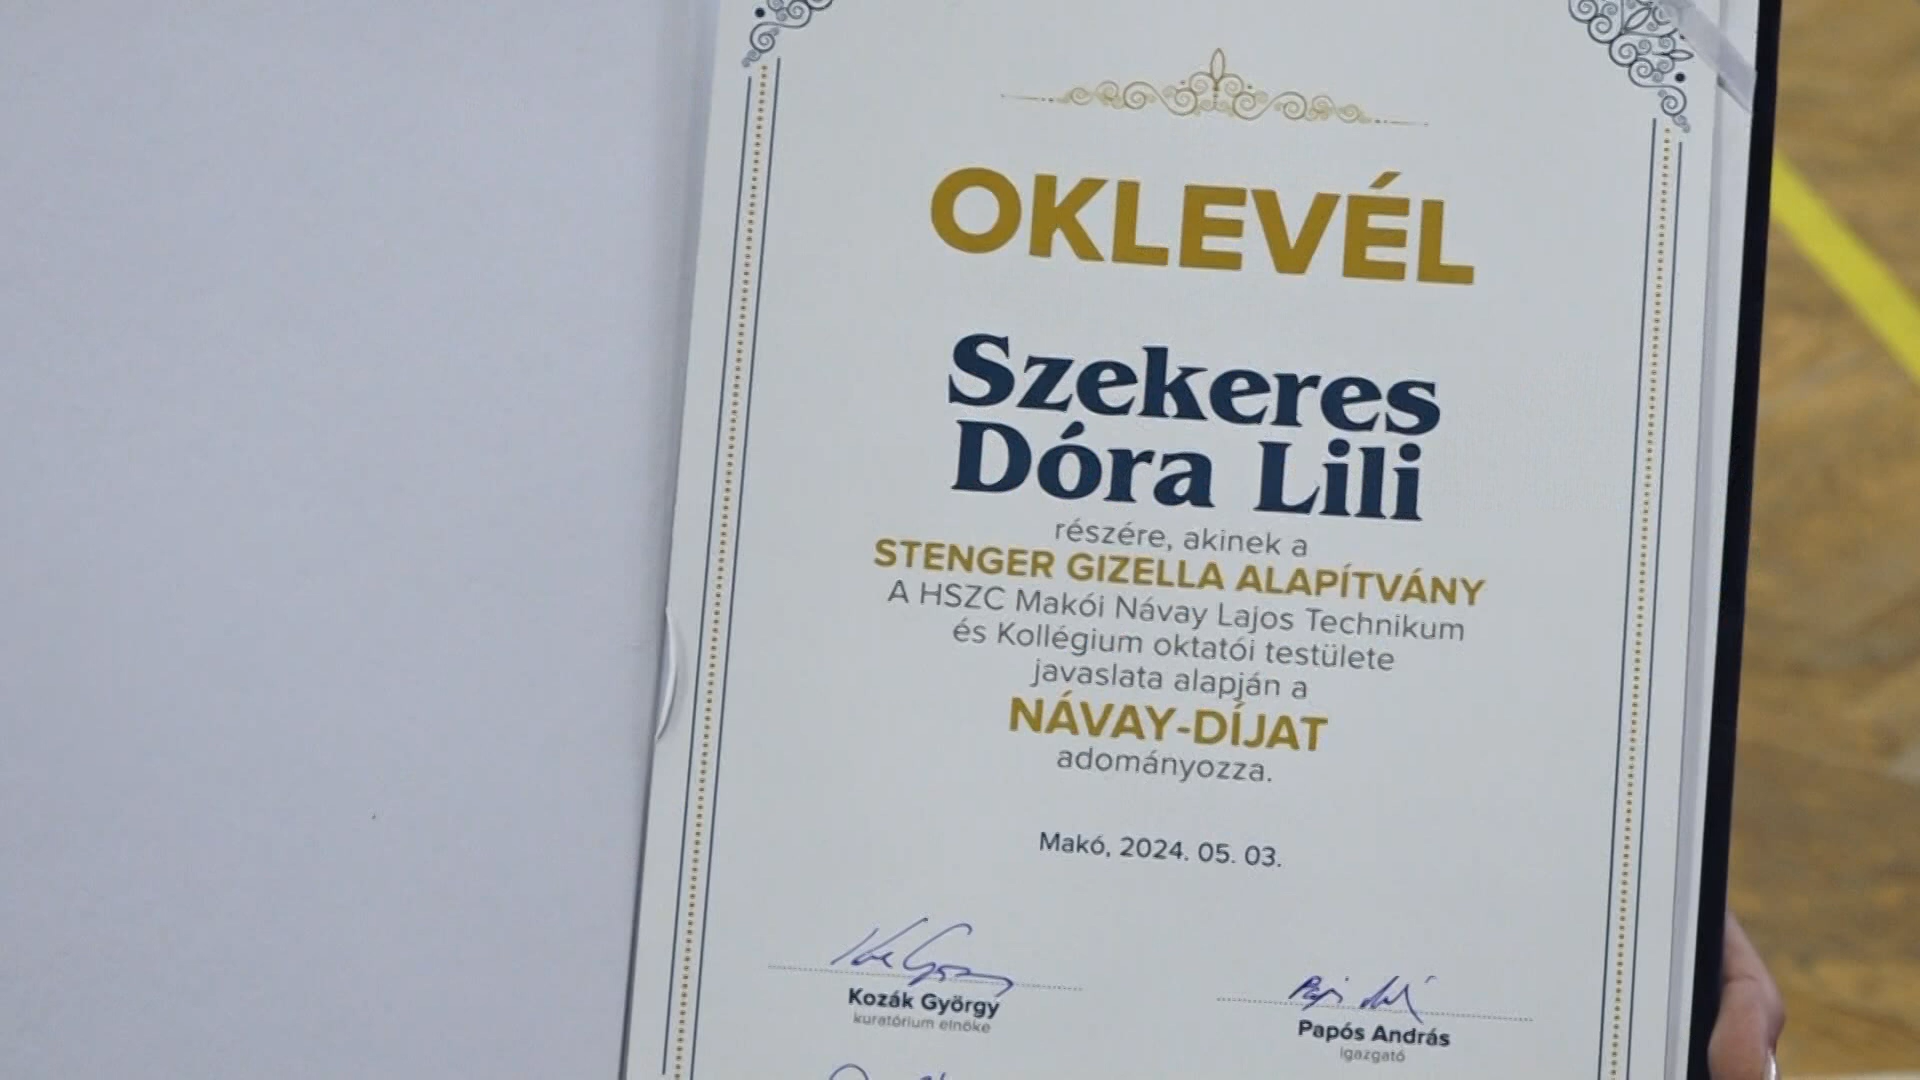 OKLEVÉL
Szekeres
Dóra Lili
részére, akinek a
STENGER GIZELLA ALAPÍTVÁNY
A HSZC Makói Návay Lajos Technikum
és Kollégium oktatói testülete
javaslata alapján a
NÁVAY-DÍJAT
adományozza.
Makó, 2024. 05. 03.
Kozák György
kuratórium elnöke
Papós András
igazgató